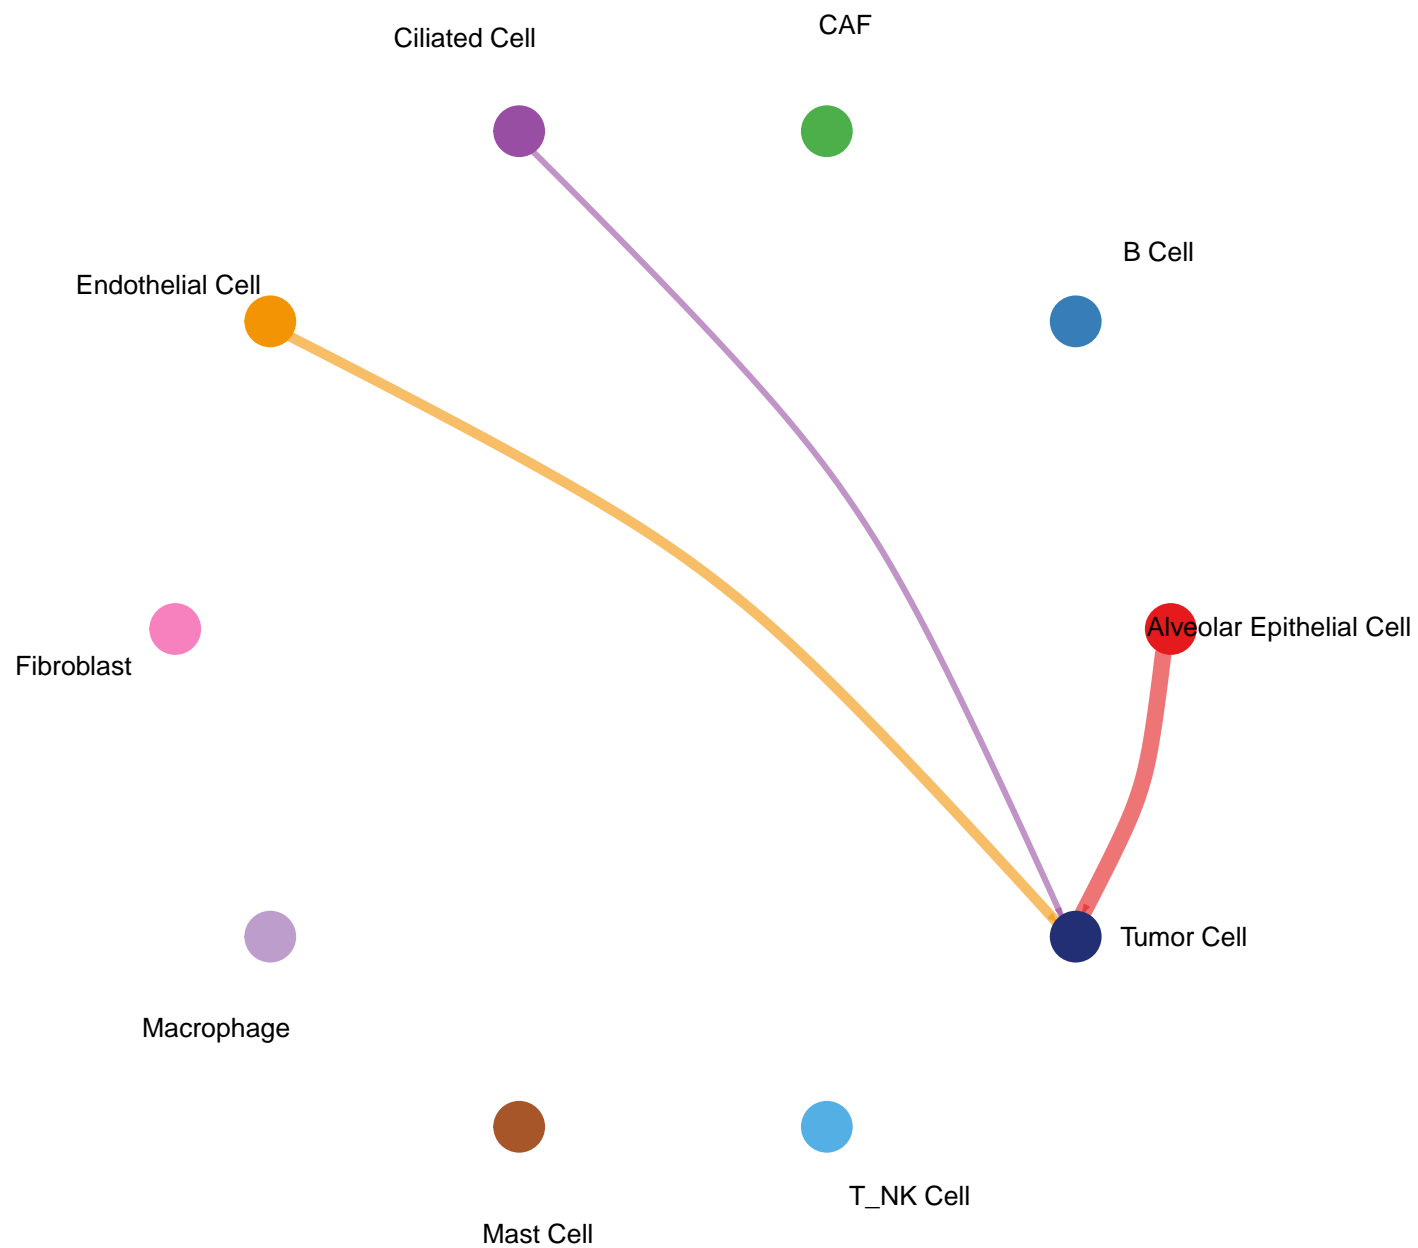 CAF
Ciliated Cell
B Cell
Endothelial Cell
Alveolar Epithelial Cell
Fibroblast
Tumor Cell
Macrophage
T_NK Cell
Mast Cell